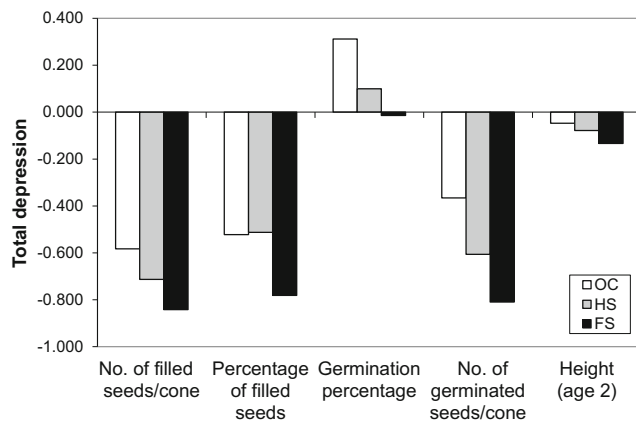 0.400
0.200
0.000
-0.200
-0.400
-0.600
-0.800
-1.000
Total depression
OC
HS
FS
No. of filled seeds/cone
Percentage of filled seeds
Germination percentage
No. of germinated seeds/cone
Height (age 2)